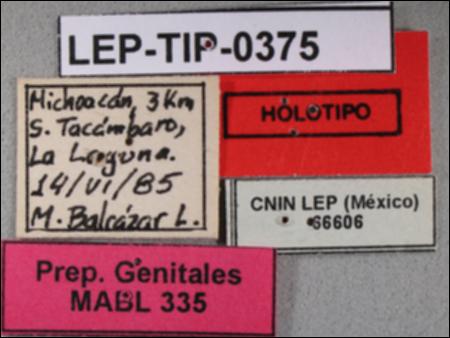 LEP-TIP-0375
Michoacán, 3 Km
S. Tacámbaro,
La Laguna.
14/VI/85
M. Balcázar L.
HOLOTIPO
CNIN LEP (México)
66606
Prep. Genitales
MABL 335